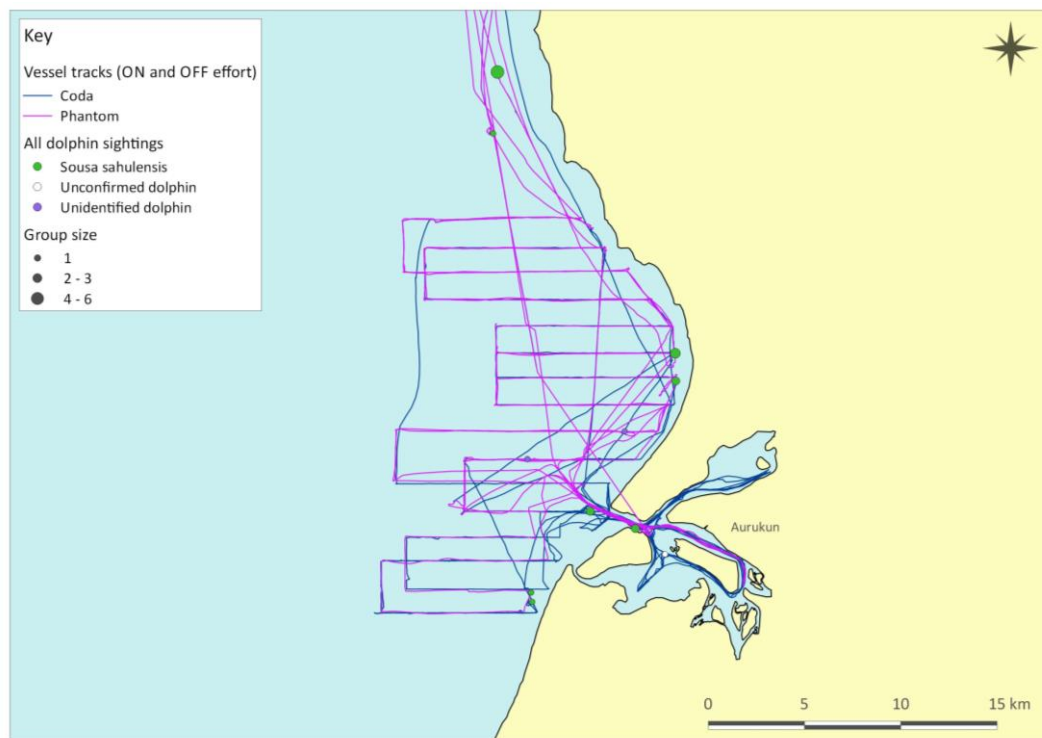 Key
Vessel tracks (ON and OFF effort)
Coda
Phantom
All dolphin sightings
Sousa sahulensis
Unconfirmed dolphin
Unidentified dolphin
Group size
1
2 - 3
4 - 6
Aurukun
0 5 10 15 km